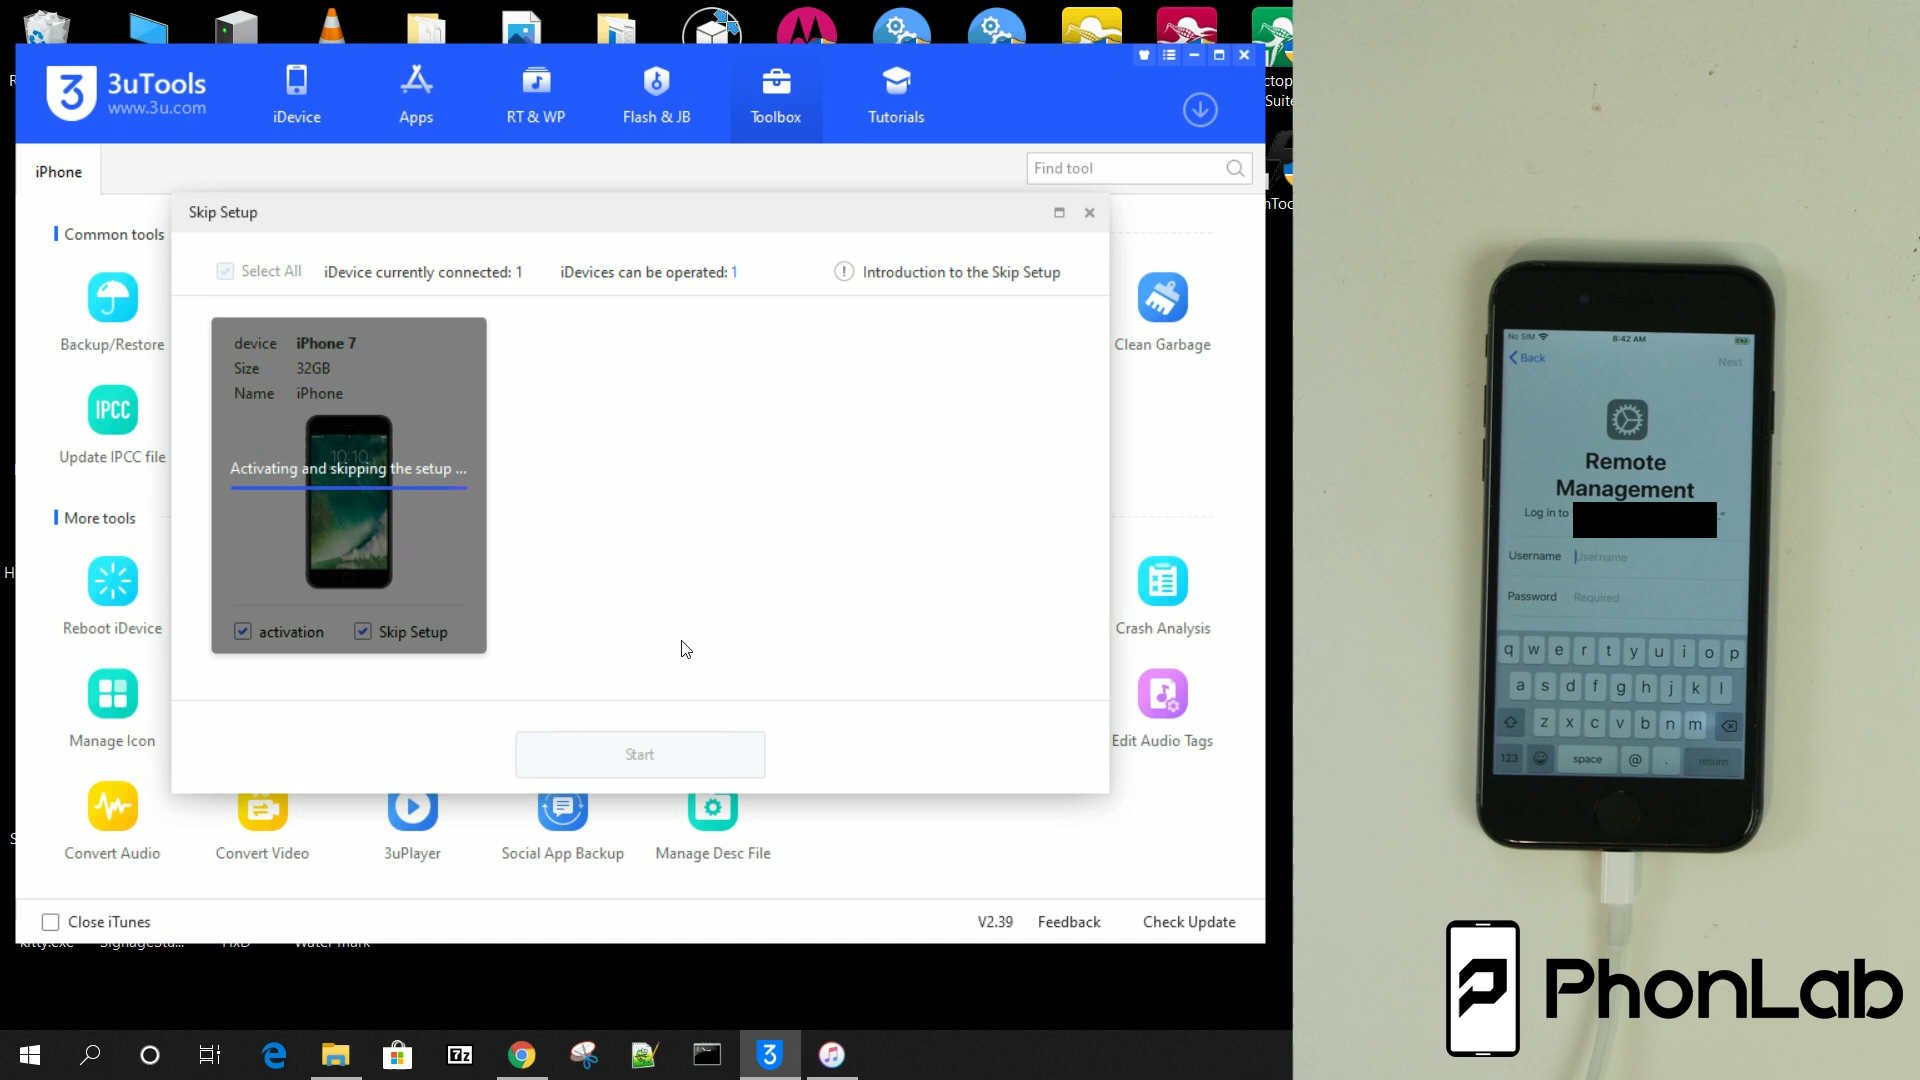 3uTools
www.3u.com
iDevice
Apps
RT & WP
Flash & JB
Toolbox
Tutorials
iPhone
Find tool
Skip Setup
Common tools
Select All
iDevice currently connected: 1
iDevices can be operated: 1
Introduction to the Skip Setup
Backup/Restore
Clean Garbage
device iPhone 7
Size 32GB
Name iPhone
IPCC
Update IPCC file
10:10
Activating and skipping the setup ...
More tools
activation
Skip Setup
Reboot iDevice
Crash Analysis
Manage Icon
Edit Audio Tags
Start
Convert Audio
Convert Video
3uPlayer
Social App Backup
Manage Desc File
Close iTunes
V2.39
Feedback
Check Update
7z
3
No SIM
8:42 AM
Back
Next
Remote
Management
Log in to
Username Username
Password Required
q w e r t y u i o p
a s d f g h j k l
z x c v b n m
123 space @ . return
PhonLab